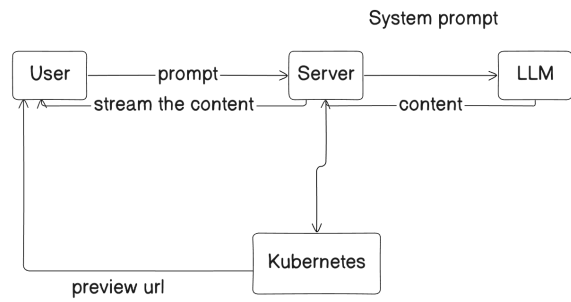 System prompt
User
prompt
Server
LLM
stream the content
content
Kubernetes
preview url